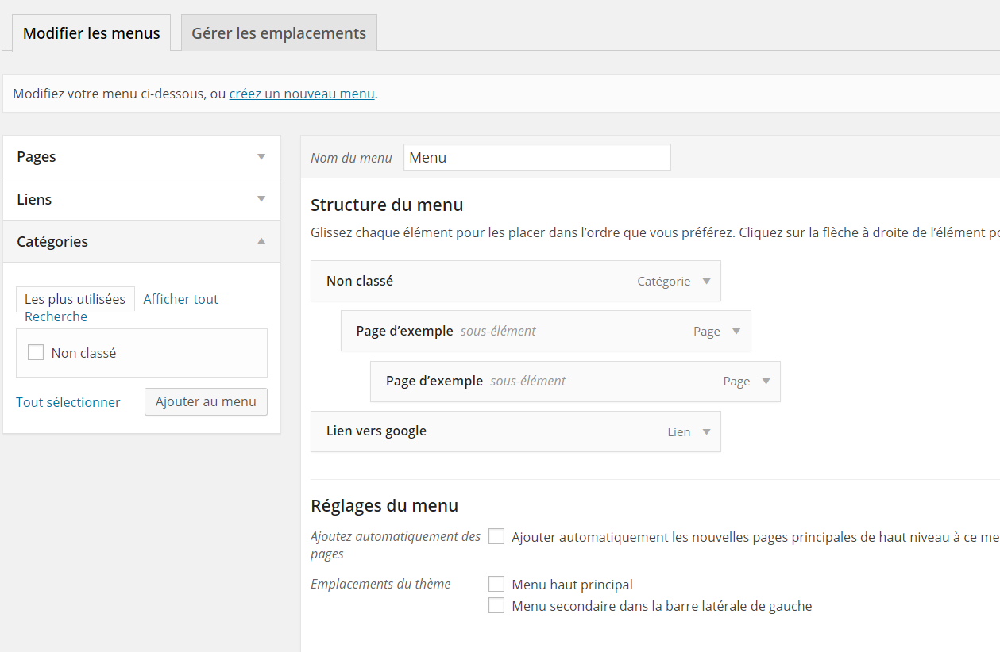 Modifier les menus
Gérer les emplacements
Modifiez votre menu ci-dessous, ou créez un nouveau menu.
Pages
Liens
Catégories
Les plus utilisées Afficher tout
Recherche
Non classé
Tout sélectionner Ajouter au menu
Nom du menu Menu
Structure du menu
Glissez chaque élément pour les placer dans l’ordre que vous préférez. Cliquez sur la flèche à droite de l’élément
Non classé Catégorie
Page d’exemple sous-élément Page
Page d’exemple sous-élément Page
Lien vers google Lien
Réglages du menu
Ajoutez automatiquement des
pages
Ajouter automatiquement les nouvelles pages principales de haut niveau à ce
Emplacements du thème
Menu haut principal
Menu secondaire dans la barre latérale de gauche